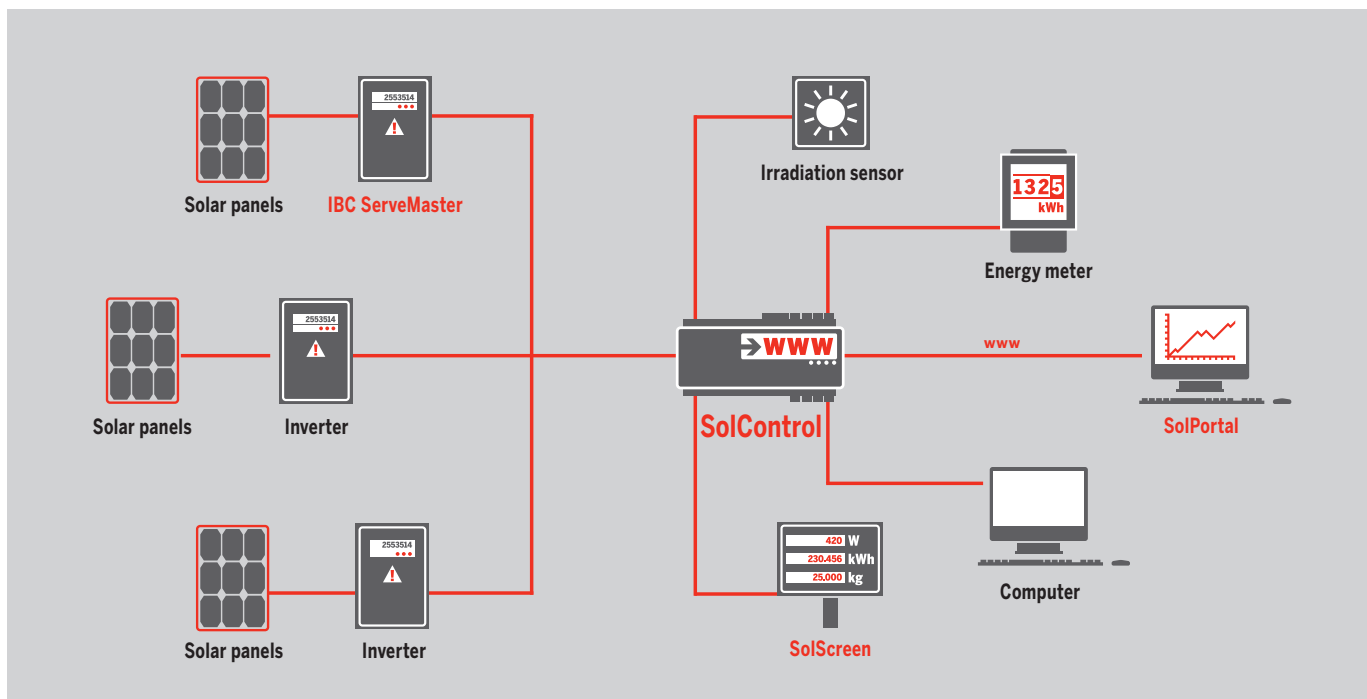 2553514
Solar panels
IBC ServeMaster
Irradiation sensor
1325
kWh
Energy meter
2553514
Solar panels
Inverter
WWW
SolControl
www
SolPortal
2553514
Solar panels
Inverter
420 W
230.456 kWh
25.000 kg
SolScreen
Computer